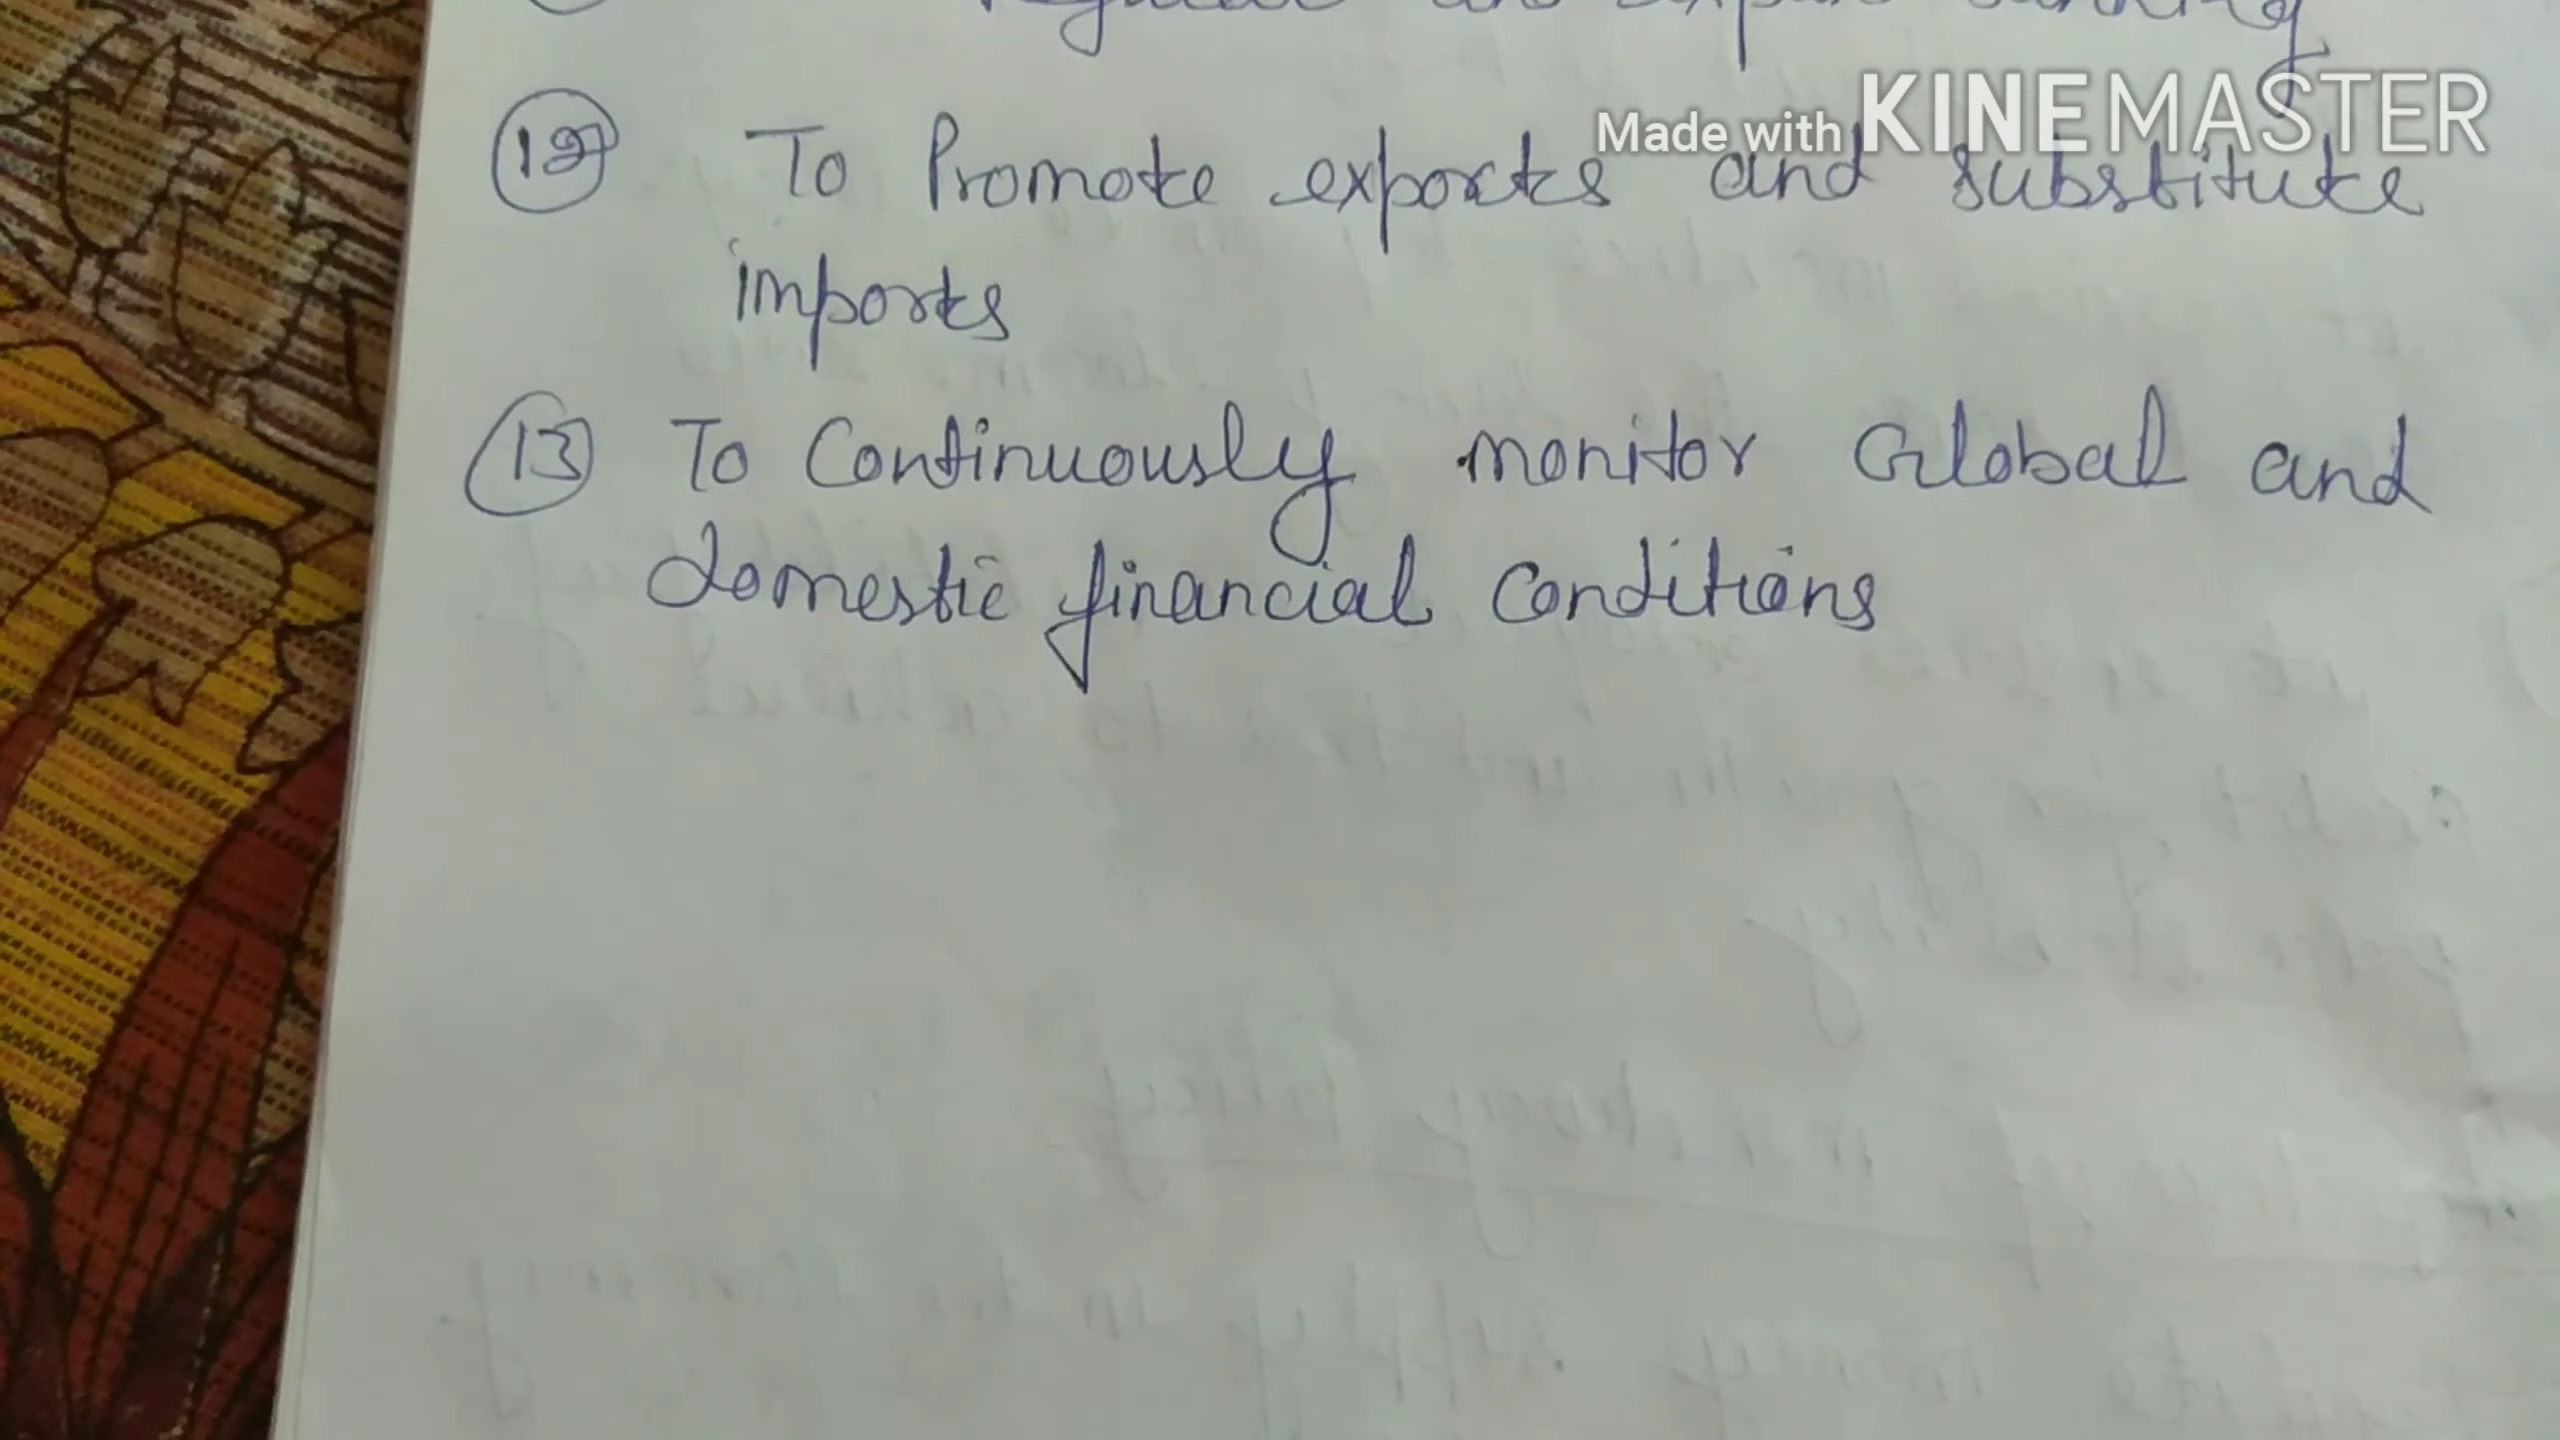 banking
Made with KINEMASTER
12 To Promote exports and substitute
imports
13 To Continuously monitor Global and
domestic financial conditions